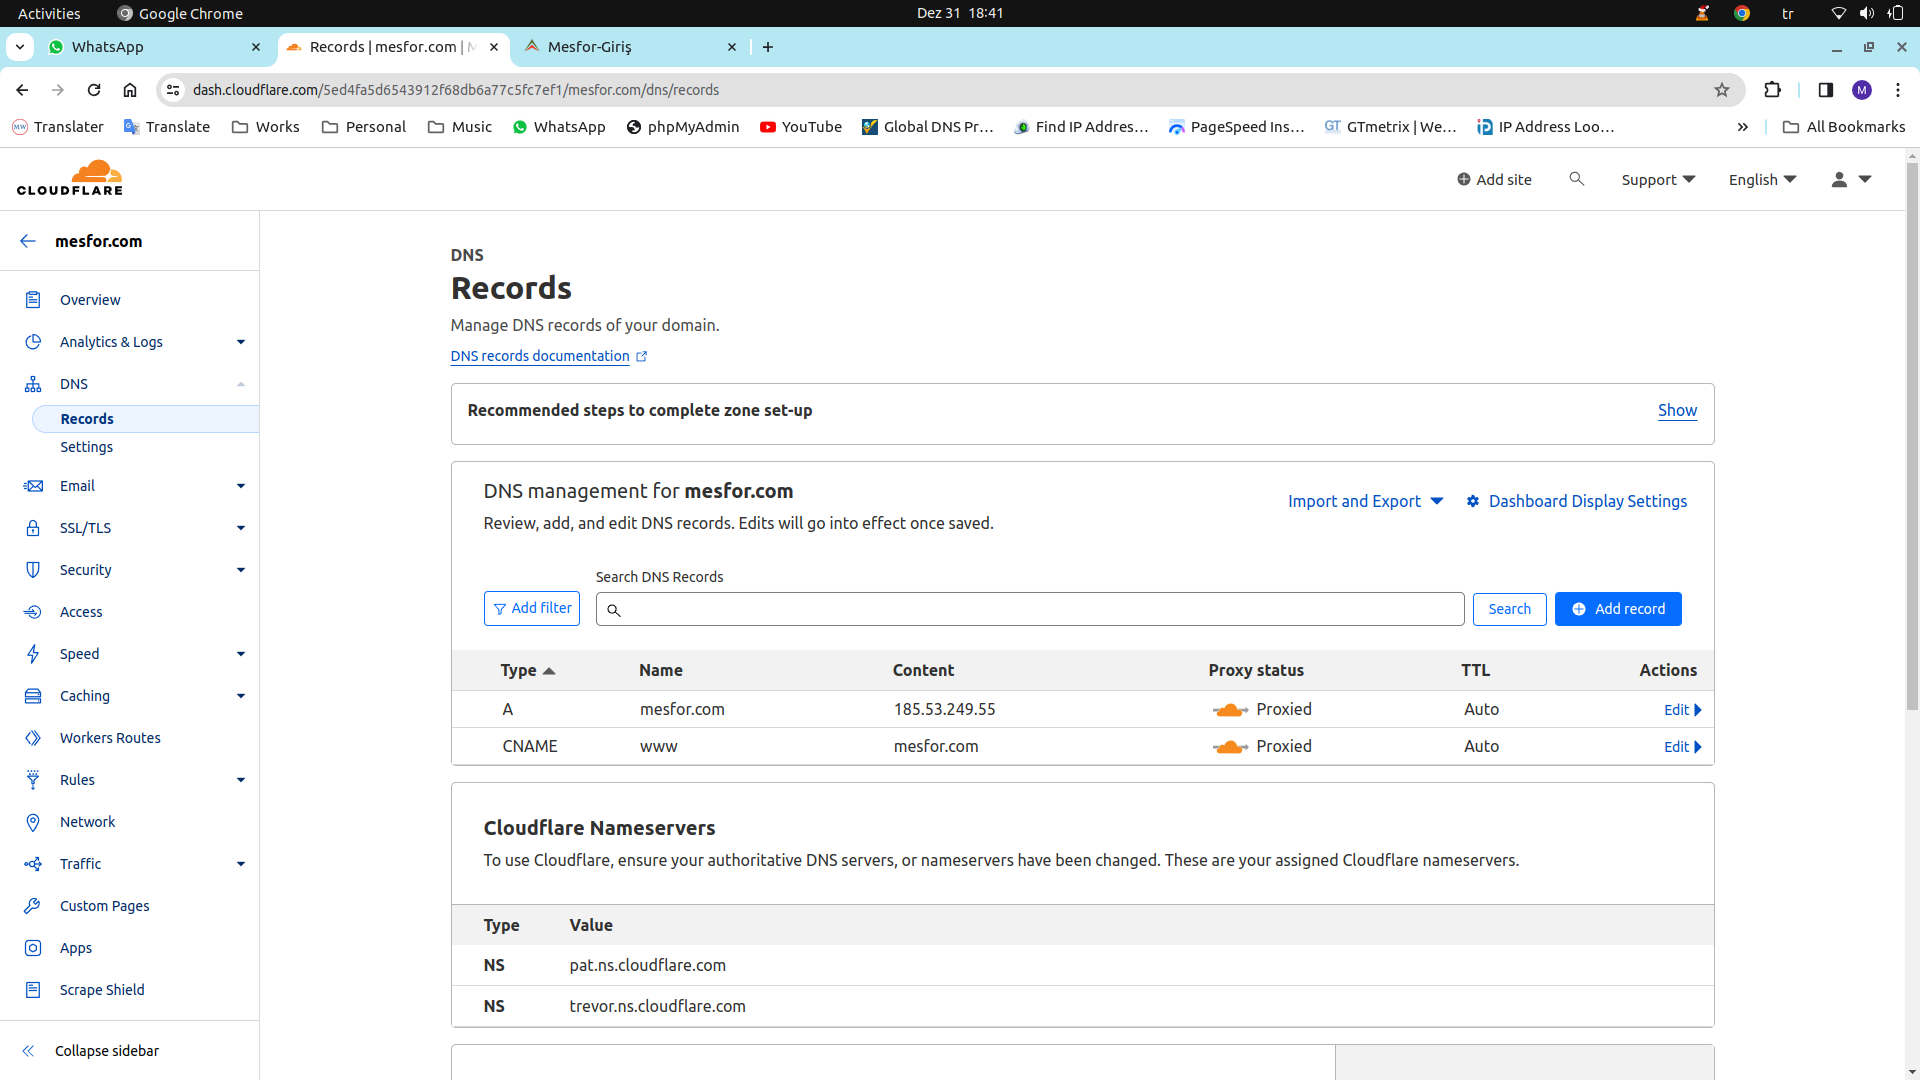 Activities
Google Chrome
Dez 31 18:41
tr
WhatsApp
Records | mesfor.com |
Mesfor-Giriş
dash.cloudflare.com/5ed4fa5d6543912f68db6a77c5fc7ef1/mesfor.com/dns/records
M
Translater
Translate
Works
Personal
Music
WhatsApp
phpMyAdmin
YouTube
Global DNS Pr...
Find IP Addres...
PageSpeed Ins...
GTmetrix | We...
IP Address Loo...
All Bookmarks
CLOUDFLARE
Add site
Support
English
mesfor.com
Overview
Analytics & Logs
DNS
Records
Settings
Email
SSL/TLS
Security
Access
Speed
Caching
Workers Routes
Rules
Network
Traffic
Custom Pages
Apps
Scrape Shield
Collapse sidebar
DNS
Records
Manage DNS records of your domain.
DNS records documentation
Recommended steps to complete zone set-up
Show
DNS management for mesfor.com
Review, add, and edit DNS records. Edits will go into effect once saved.
Import and Export
Dashboard Display Settings
Search DNS Records
Add filter
Search
Add record
Type Name Content Proxy status TTL Actions
A mesfor.com 185.53.249.55 Proxied Auto Edit
CNAME www mesfor.com Proxied Auto Edit
Cloudflare Nameservers
To use Cloudflare, ensure your authoritative DNS servers, or nameservers have been changed. These are your assigned Cloudflare nameservers.
Type Value
NS pat.ns.cloudflare.com
NS trevor.ns.cloudflare.com